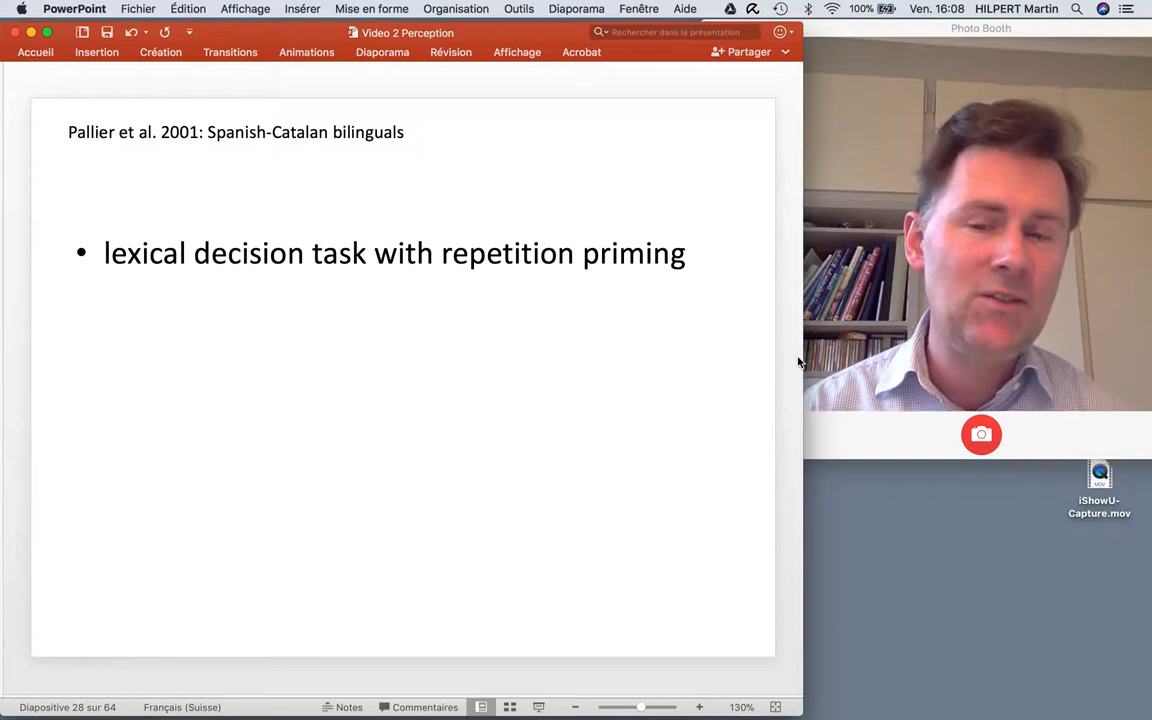 PowerPoint Fichier Édition Affichage Insérer Mise en forme Organisation Outils Diaporama Fenêtre Aide 100% Ven. 16:08 HILPERT Martin
Video 2 Perception
Rechercher dans la présentation
Photo Booth
Accueil Insertion Création Transitions Animations Diaporama Révision Affichage Acrobat Partager
Pallier et al. 2001: Spanish-Catalan bilinguals
• lexical decision task with repetition priming
MOV
iShowU-
Capture.mov
Diapositive 28 sur 64 Français (Suisse) Notes Commentaires 130%